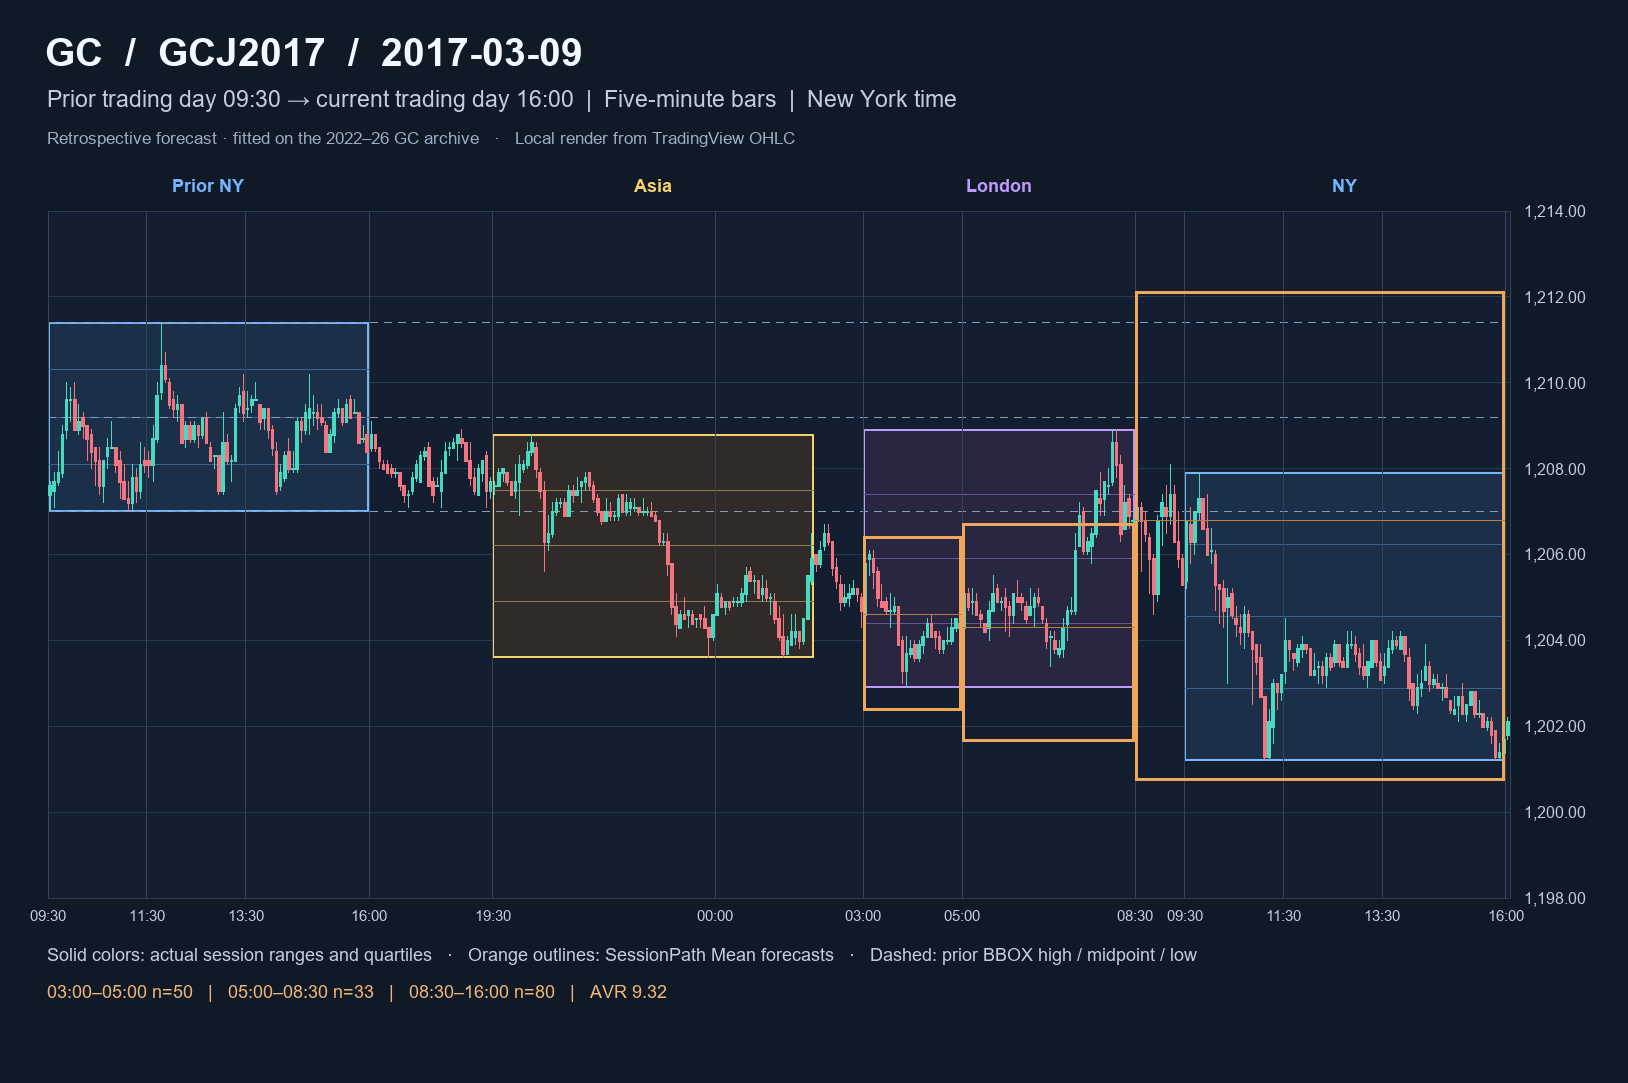 GC / GCJ2017 / 2017-03-09
Prior trading day 09:30 → current trading day 16:00 | Five-minute bars | New York time
Retrospective forecast · fitted on the 2022–26 GC archive · Local render from TradingView OHLC
Prior NY Asia London NY
1,214.00
1,212.00
1,210.00
1,208.00
1,206.00
1,204.00
1,202.00
1,200.00
1,198.00
09:30 11:30 13:30 16:00 19:30 00:00 03:00 05:00 08:30 09:30 11:30 13:30 16:00
Solid colors: actual session ranges and quartiles · Orange outlines: SessionPath Mean forecasts · Dashed: prior BBOX high / midpoint / low
03:00–05:00 n=50 | 05:00–08:30 n=33 | 08:30–16:00 n=80 | AVR 9.32